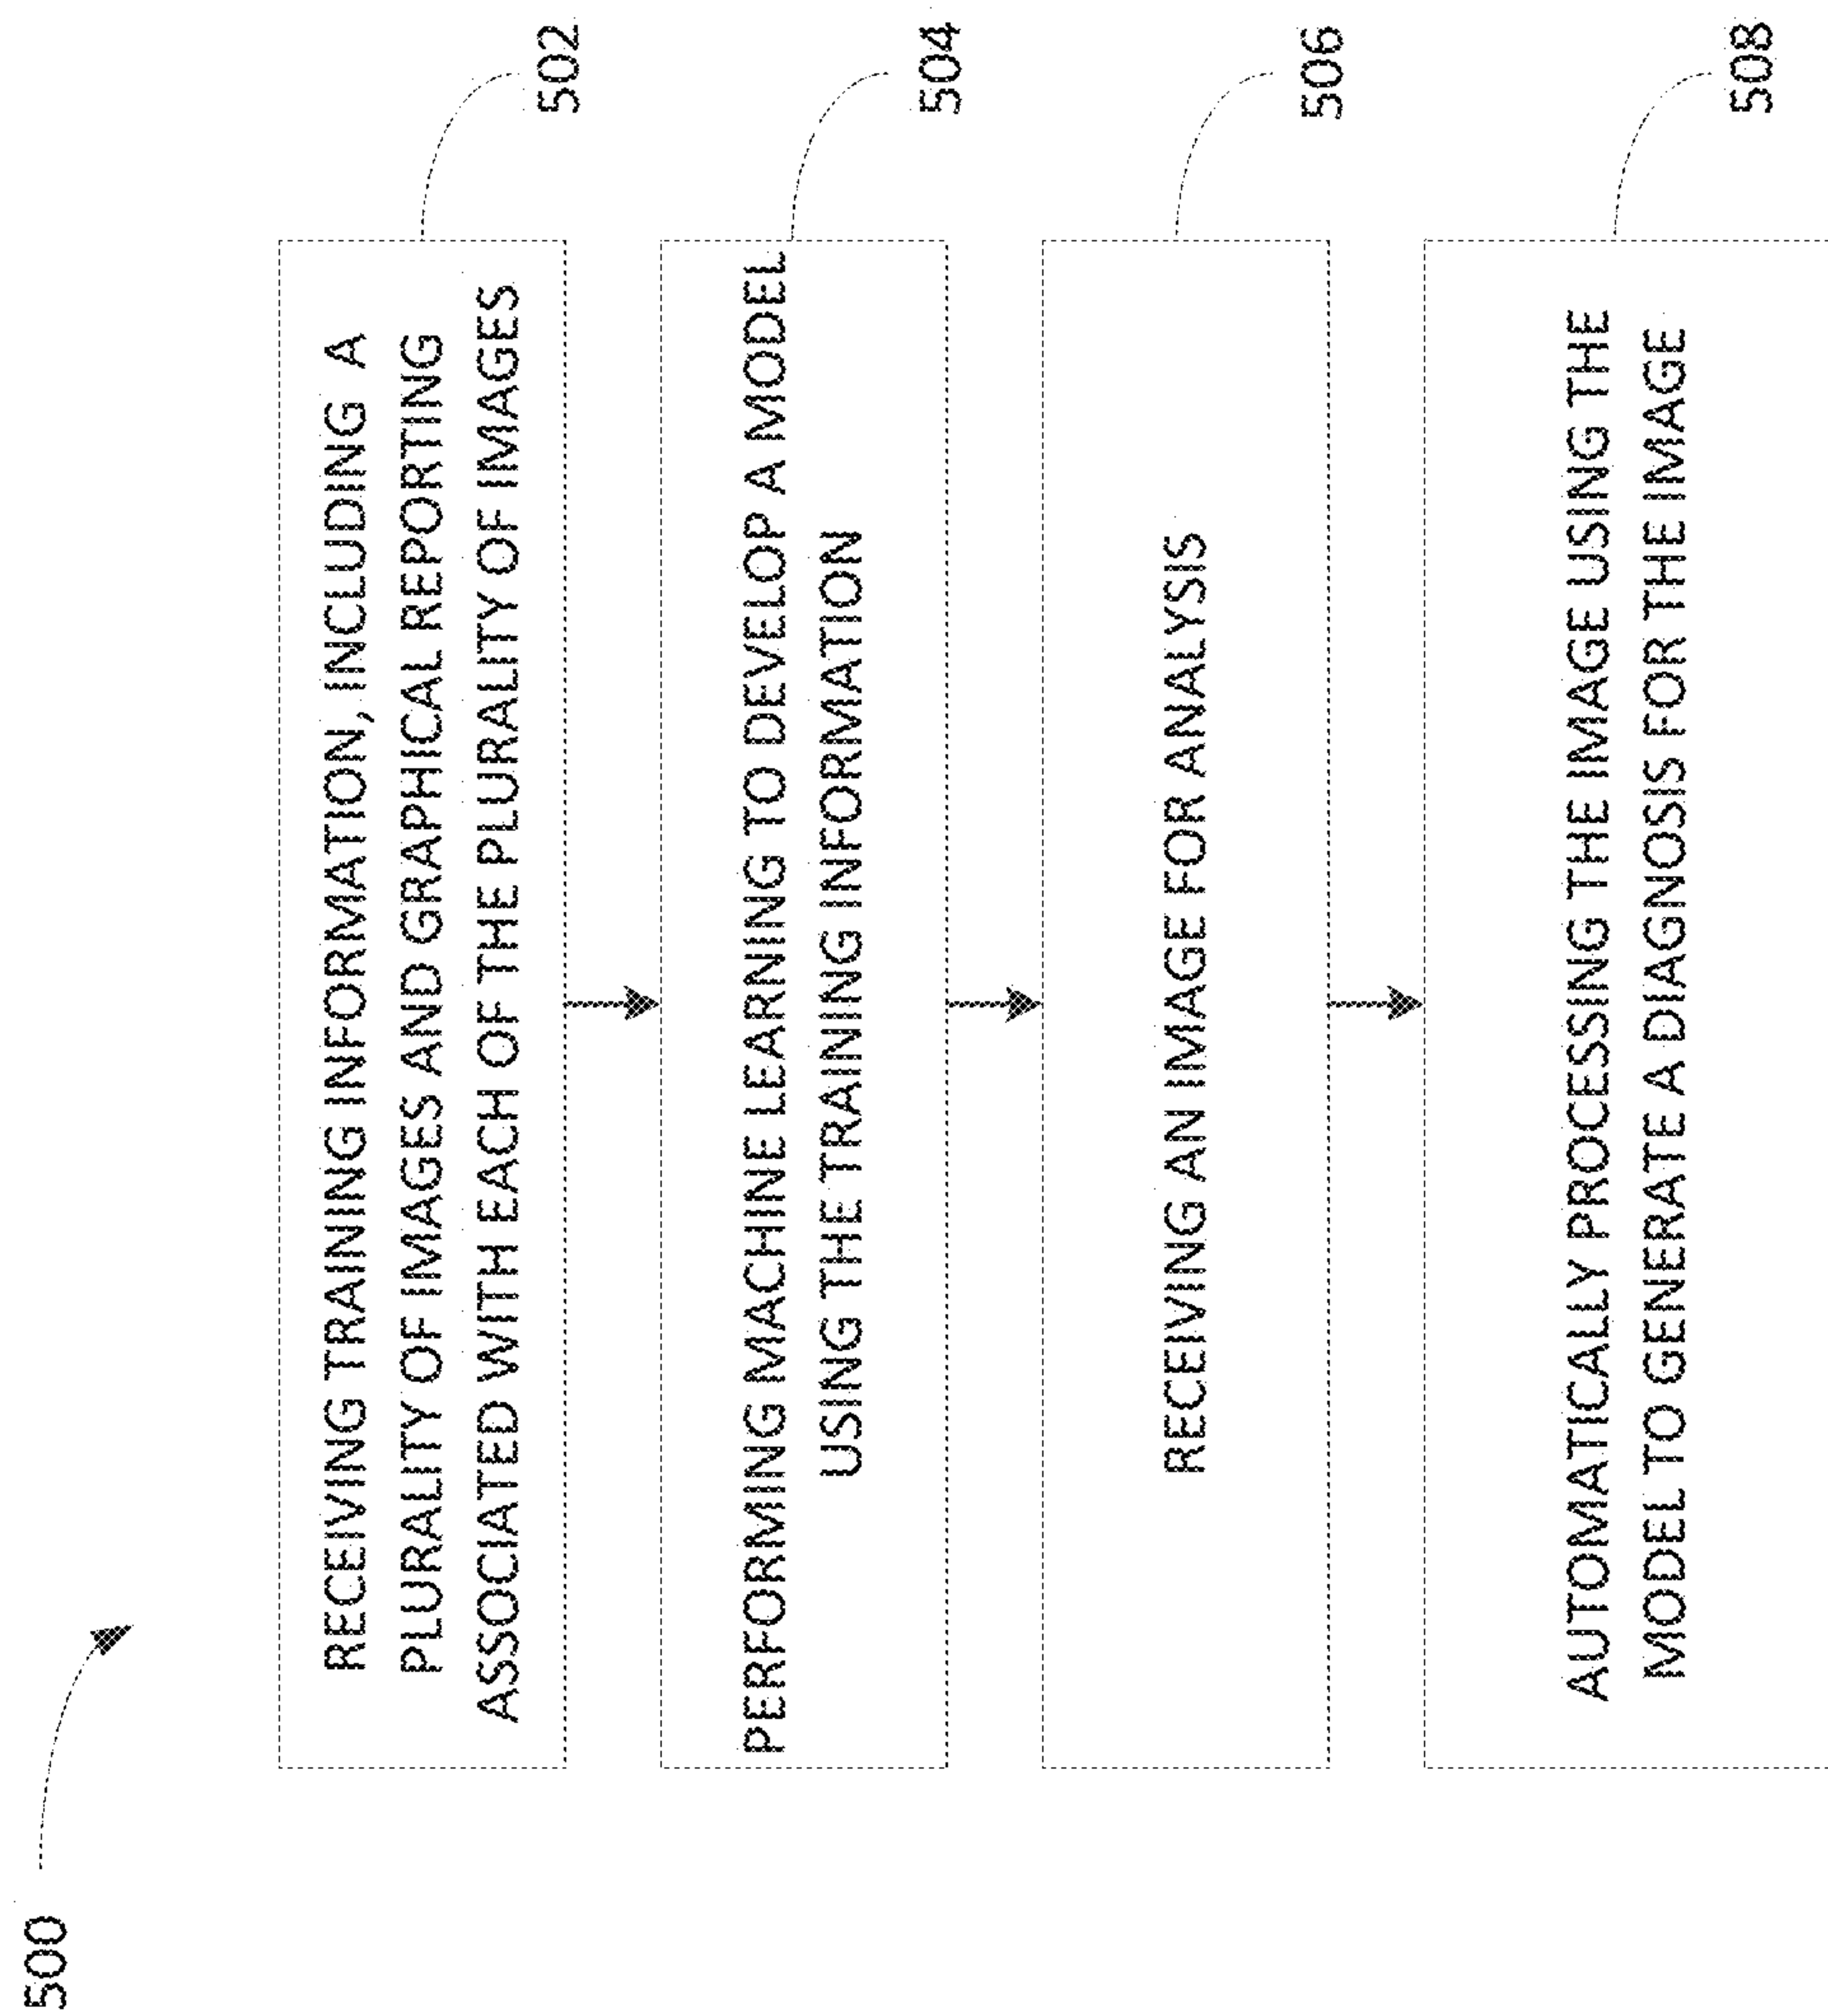 500
RECEIVING TRAINING INFORMATION, INCLUDING A
PLURALITY OF IMAGES AND GRAPHICAL REPORTING
ASSOCIATED WITH EACH OF THE PLURALITY OF IMAGES
502
PERFORMING MACHINE LEARNING TO DEVELOP A MODEL
USING THE TRAINING INFORMATION
504
RECEIVING AN IMAGE FOR ANALYSIS
506
AUTOMATICALLY PROCESSING THE IMAGE USING THE
MODEL TO GENERATE A DIAGNOSIS FOR THE IMAGE
508